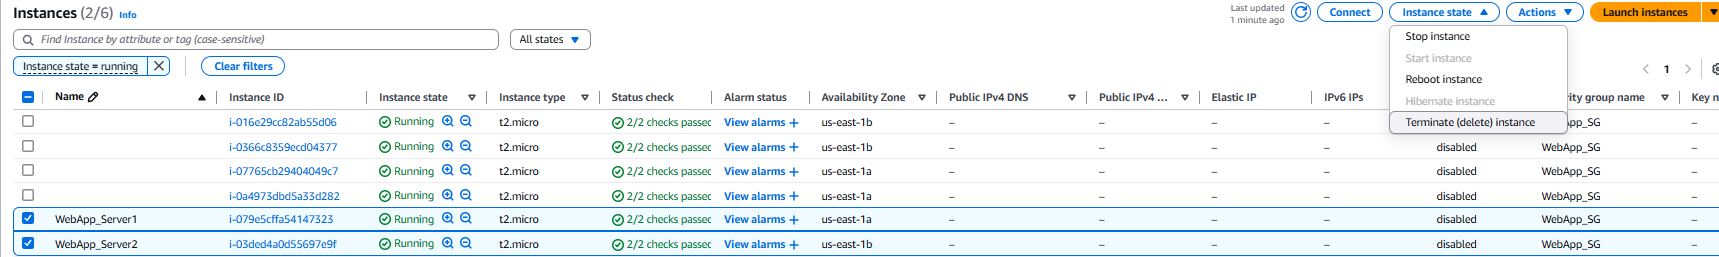 Instances (2/6) Info
Last updated
1 minute ago
Connect Instance state Actions Launch instances
Find Instance by attribute or tag (case-sensitive) All states
Instance state = running Clear filters
1
Stop instance
Start instance
Reboot instance
Hibernate instance
Terminate (delete) instance
Name Instance ID Instance state Instance type Status check Alarm status Availability Zone Public IPv4 DNS Public IPv4 ... Elastic IP IPv6 IPs rity group name Key n
i-016e29cc82ab55d06 Running t2.micro 2/2 checks passec View alarms + us-east-1b – – – – WebApp_SG –
i-0366c8359ecd04377 Running t2.micro 2/2 checks passec View alarms + us-east-1b – – – – disabled WebApp_SG –
i-07765cb29404049c7 Running t2.micro 2/2 checks passec View alarms + us-east-1a – – – – disabled WebApp_SG –
i-0a4973dbd5a33d282 Running t2.micro 2/2 checks passec View alarms + us-east-1a – – – – disabled WebApp_SG –
WebApp_Server1 i-079e5cffa54147323 Running t2.micro 2/2 checks passec View alarms + us-east-1a – – – – disabled WebApp_SG –
WebApp_Server2 i-03ded4a0d55697e9f Running t2.micro 2/2 checks passec View alarms + us-east-1b – – – – disabled WebApp_SG –